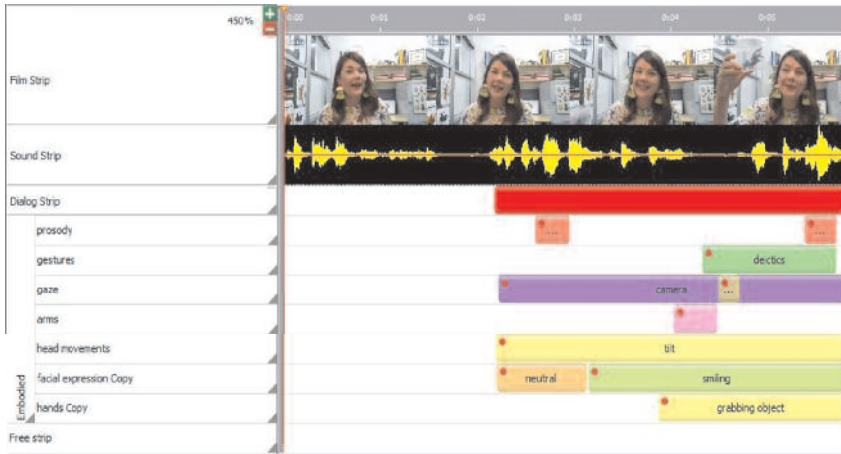 450% + 0:00 0:01 0:02 0:03 0:04 0:05
Film Strip
Sound Strip
Dialog Strip
prosody ... ...
gestures deictics
gaze camera ...
arms
head movements tilt
facial expression Copy neutral smiling
hands Copy grabbing object
Embodied
Free strip